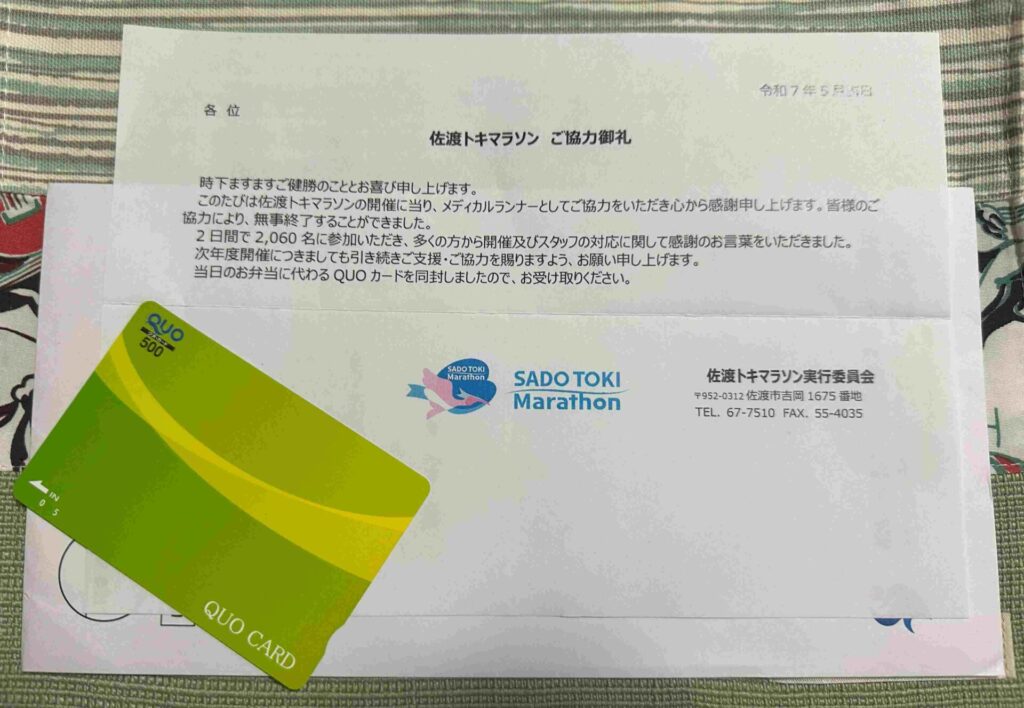 令和7年5月
各位
佐渡トキマラソン ご協力御礼
時下ますますご健勝のこととお喜び申し上げます。
このたびは佐渡トキマラソンの開催に当り、メディカルランナーとしてご協力をいただき心から感謝申し上げます。皆様のご
協力により、無事終了することができました。
2日間で2,060名に参加いただき、多くの方から開催及びスタッフの対応に関して感謝のお言葉をいただきました。
次年度開催につきましても引き続きご支援・ご協力を賜りますよう、お願い申し上げます。
当日のお弁当に代わるQUOカードを同封しましたので、お受け取りください。
SADO TOKI
Marathon
SADO TOKI
Marathon
佐渡トキマラソン実行委員会
〒952-0312 佐渡市吉岡 1675 番地
TEL. 67-7510 FAX. 55-4035
QUO
クオ・カード
500
IN
0 5
QUO CARD